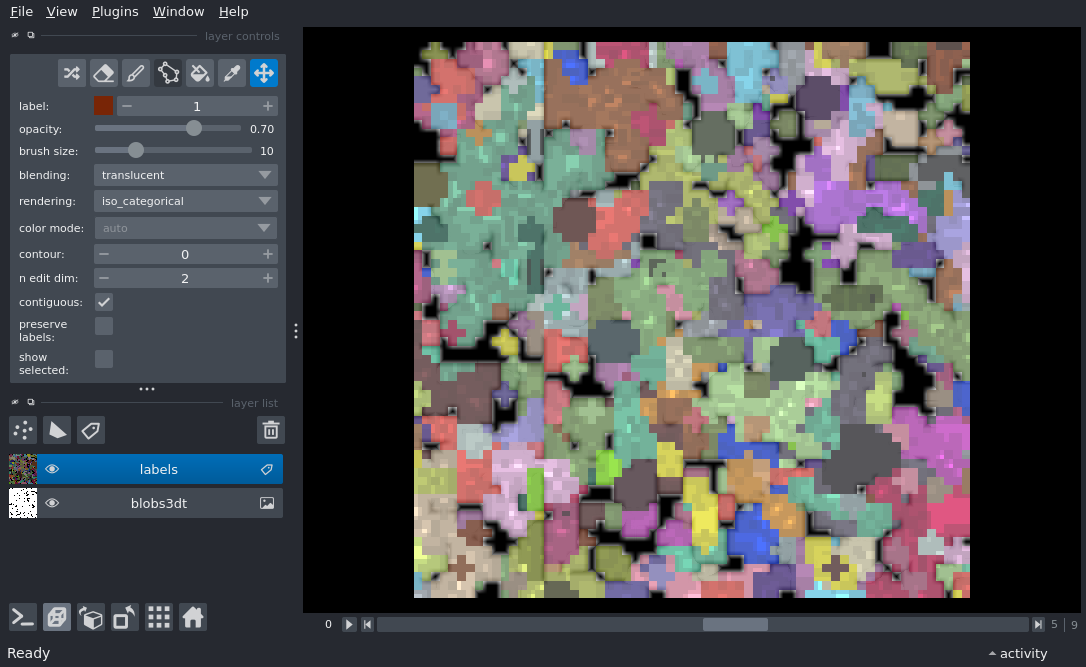 File View Plugins Window Help
layer controls
label: 1
opacity: 0.70
brush size: 10
blending: translucent
rendering: iso_categorical
color mode: auto
contour: 0
n edit dim: 2
contiguous:
preserve
labels:
show
selected:
layer list
labels
blobs3dt
0 5 | 9
Ready activity